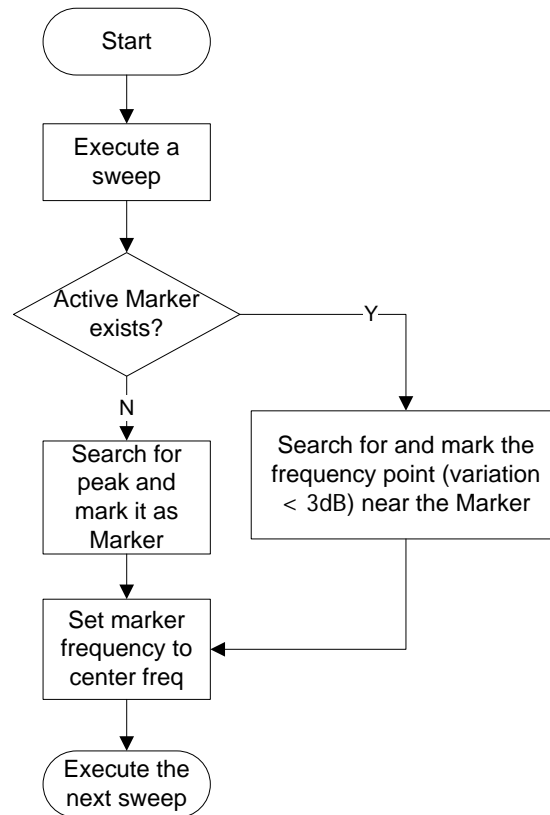 Start
Execute a
sweep
Active Marker
exists?
Y
N
Search for
peak and
mark it as
Marker
Search for and mark the
frequency point (variation
< 3dB) near the Marker
Set marker
frequency to
center freq
Execute the
next sweep